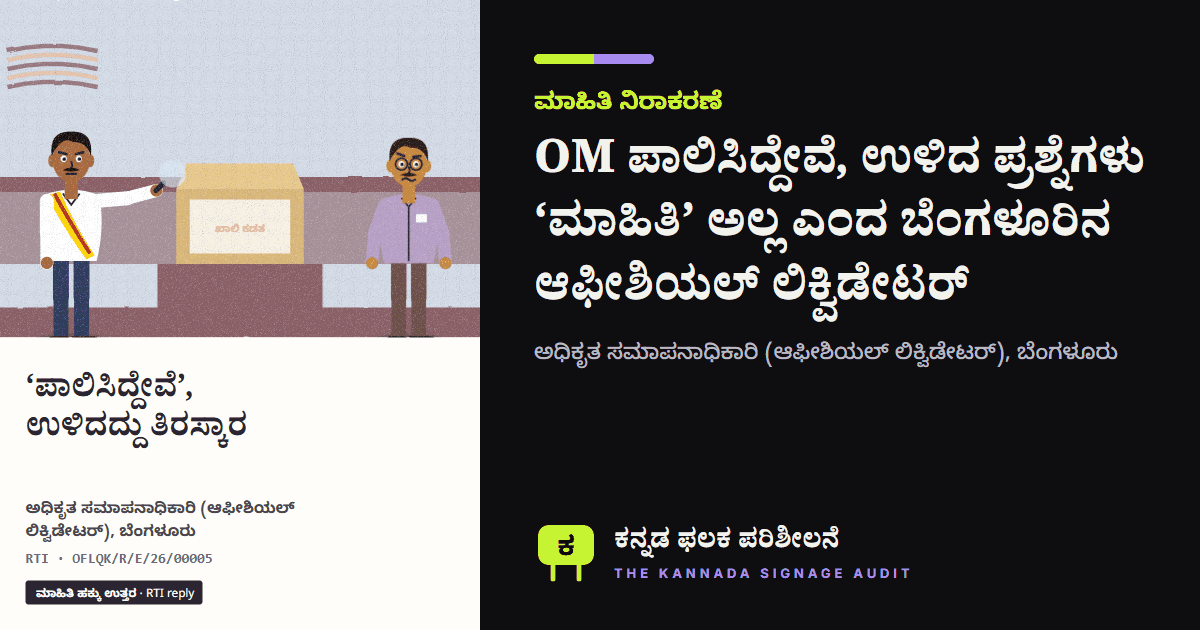 ಖಾಲಿ ಕಡತ
‘ಪಾಲಿಸಿದ್ದೇವೆ’,
ಉಳಿದದ್ದು ತಿರಸ್ಕಾರ
ಅಧಿಕೃತ ಸಮಾಪನಾಧಿಕಾರಿ (ಆಫೀಶಿಯಲ್
ಲಿಕ್ವಿಡೇಟರ್), ಬೆಂಗಳೂರು
RTI · OFLQK/R/E/26/00005
ಮಾಹಿತಿ ಹಕ್ಕು ಉತ್ತರ · RTI reply
ಮಾಹಿತಿ ನಿರಾಕರಣೆ
OM ಪಾಲಿಸಿದ್ದೇವೆ, ಉಳಿದ ಪ್ರಶ್ನೆಗಳು
‘ಮಾಹಿತಿ’ ಅಲ್ಲ ಎಂದ ಬೆಂಗಳೂರಿನ
ಆಫೀಶಿಯಲ್ ಲಿಕ್ವಿಡೇಟರ್
ಅಧಿಕೃತ ಸಮಾಪನಾಧಿಕಾರಿ (ಆಫೀಶಿಯಲ್ ಲಿಕ್ವಿಡೇಟರ್), ಬೆಂಗಳೂರು
ಕ
ಕನ್ನಡ ಫಲಕ ಪರಿಶೀಲನೆ
THE KANNADA SIGNAGE AUDIT